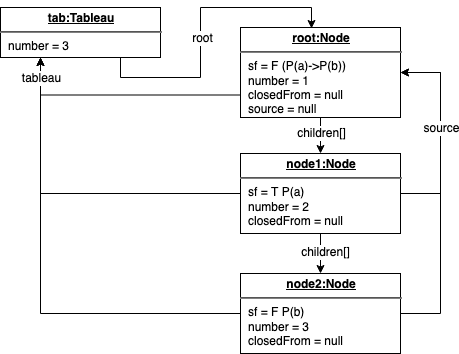 tab:Tableau
number = 3
root
tableau
root:Node
sf = F (P(a)->P(b))
number = 1
closedFrom = null
source = null
children[]
source
node1:Node
sf = T P(a)
number = 2
closedFrom = null
children[]
node2:Node
sf = F P(b)
number = 3
closedFrom = null